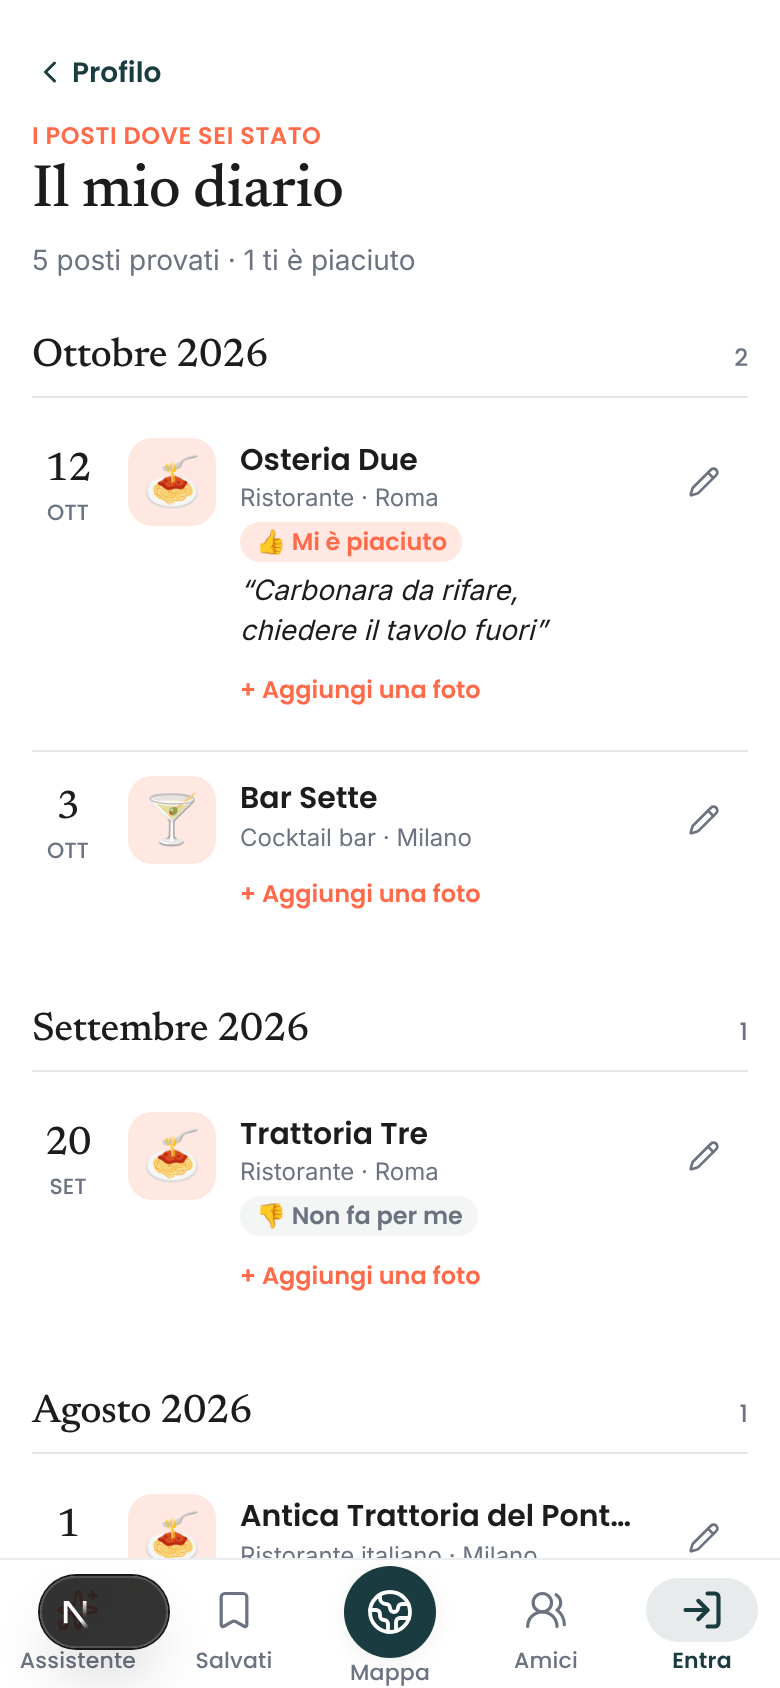 Profilo
I POSTI DOVE SEI STATO
Il mio diario
5 posti provati · 1 ti è piaciuto
Ottobre 2026
2
12
OTT
Osteria Due
Ristorante · Roma
👍 Mi è piaciuto
“Carbonara da rifare,
chiedere il tavolo fuori”
+ Aggiungi una foto
3
OTT
Bar Sette
Cocktail bar · Milano
+ Aggiungi una foto
Settembre 2026
1
20
SET
Trattoria Tre
Ristorante · Roma
👎 Non fa per me
+ Aggiungi una foto
Agosto 2026
1
1
Antica Trattoria del Pont...
Ristorante italiano · Milano
N
Assistente
Salvati
Mappa
Amici
Entra